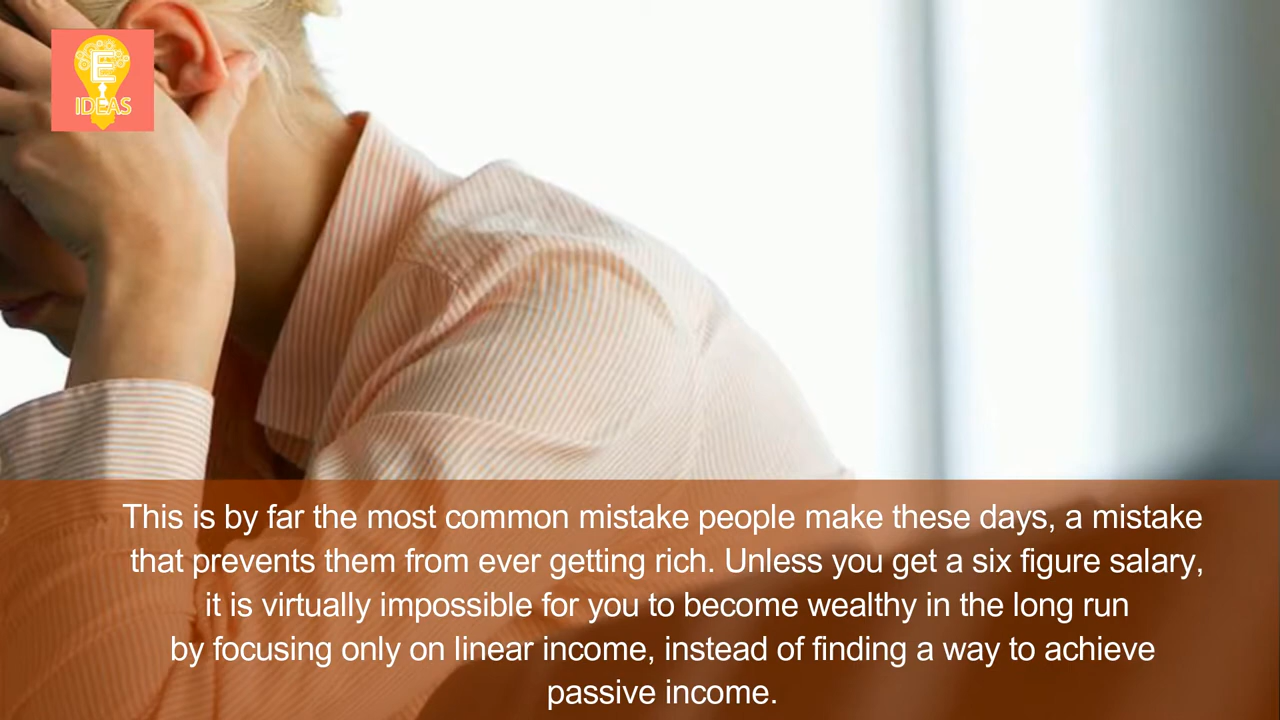 E
IDEAS
This is by far the most common mistake people make these days, a mistake
that prevents them from ever getting rich. Unless you get a six figure salary,
it is virtually impossible for you to become wealthy in the long run
by focusing only on linear income, instead of finding a way to achieve
passive income.